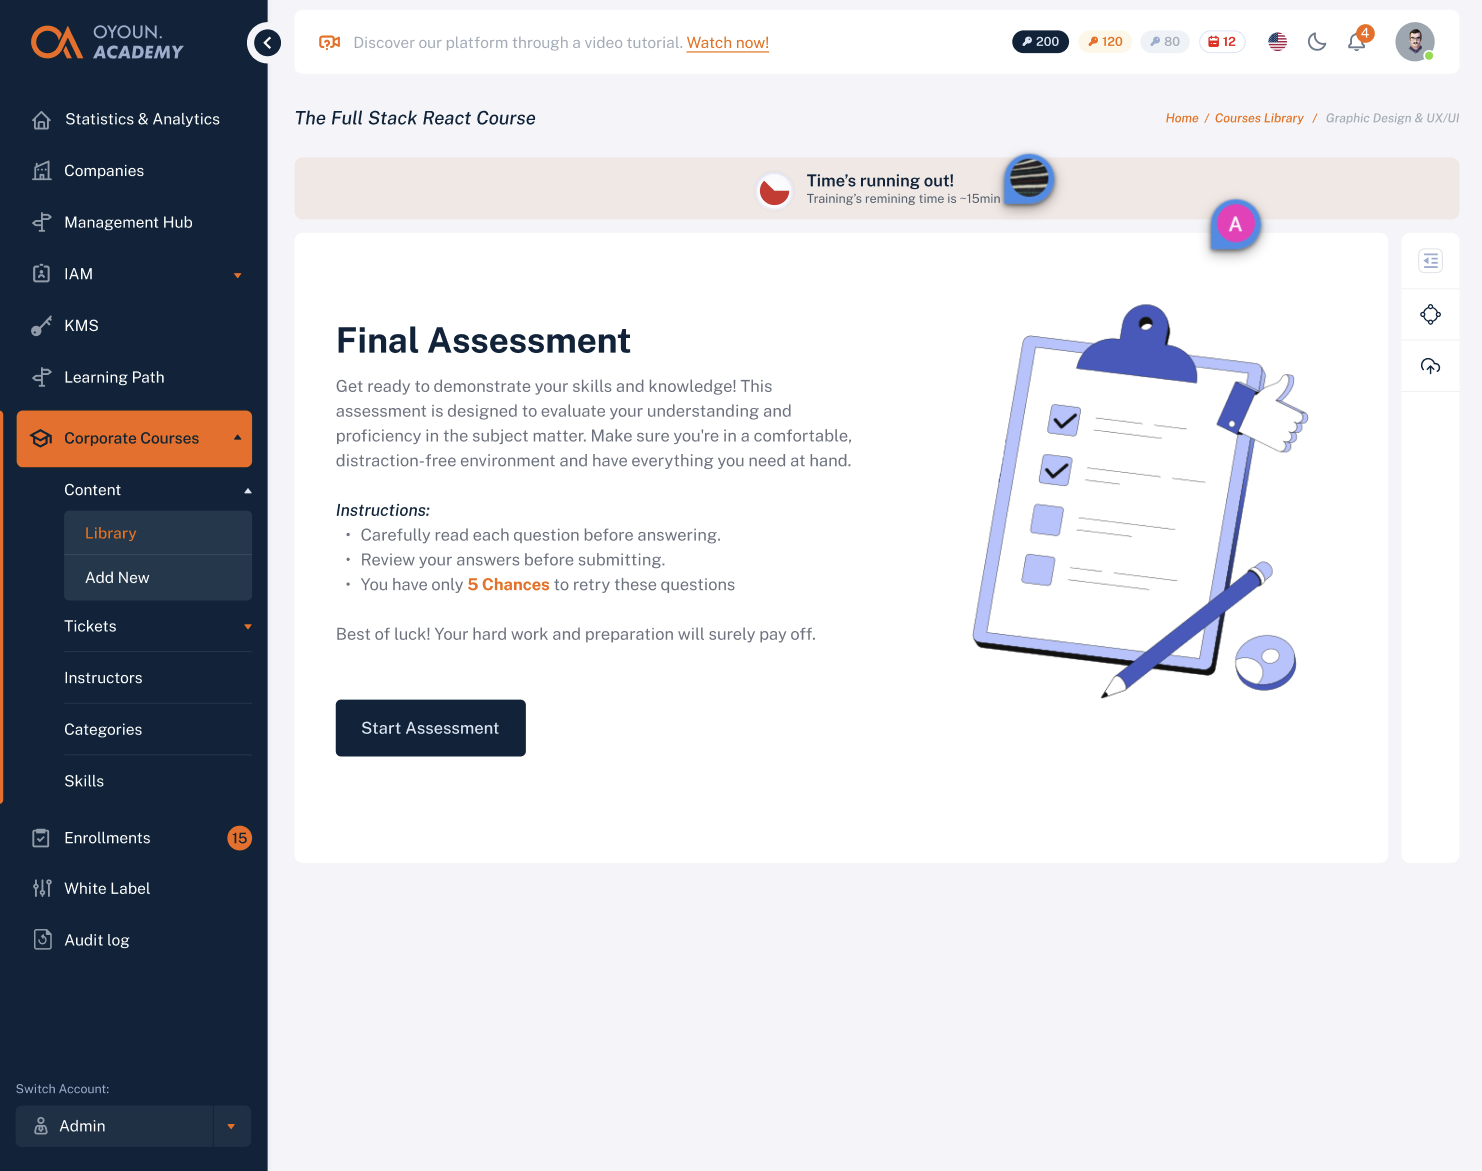 OYOUN.
ACADEMY
Discover our platform through a video tutorial. Watch now!
200
120
80
12
4
Statistics & Analytics
Companies
Management Hub
IAM
KMS
Learning Path
Corporate Courses
Content
Library
Add New
Tickets
Instructors
Categories
Skills
Enrollments
15
White Label
Audit log
Switch Account:
Admin
The Full Stack React Course
Home / Courses Library / Graphic Design & UX/UI
Time's running out!
Training's remining time is ~15min
A
Final Assessment
Get ready to demonstrate your skills and knowledge! This
assessment is designed to evaluate your understanding and
proficiency in the subject matter. Make sure you're in a comfortable,
distraction-free environment and have everything you need at hand.
Instructions:
• Carefully read each question before answering.
• Review your answers before submitting.
• You have only 5 Chances to retry these questions
Best of luck! Your hard work and preparation will surely pay off.
Start Assessment